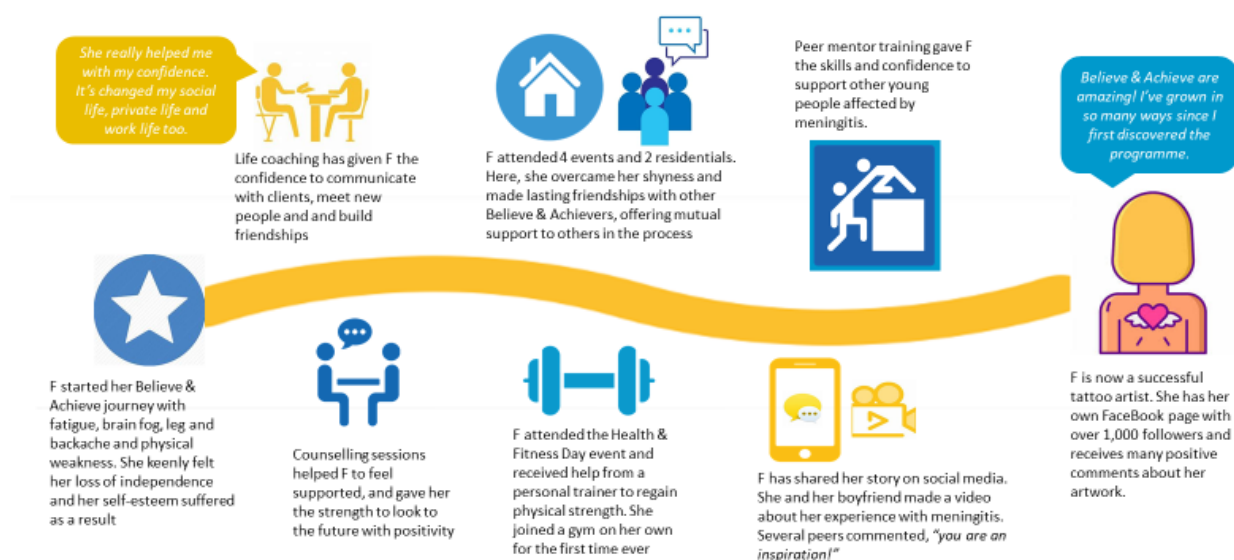 She really helped me
with my confidence.
It's changed my social
life, private life and
work life too.
Life coaching has given F the
confidence to communicate
with clients, meet new
people and and build
friendships
F attended 4 events and 2 residentials.
Here, she overcame her shyness and
made lasting friendships with other
Believe & Achievers, offering mutual
support to others in the process
Peer mentor training gave F
the skills and confidence to
support other young
people affected by
meningitis.
Believe & Achieve are
amazing! I've grown in
so many ways since I
first discovered the
programme.
F started her Believe &
Achieve journey with
fatigue, brain fog, leg and
backache and physical
weakness. She keenly felt
her loss of independence
and her self-esteem suffered
as a result
Counselling sessions
helped F to feel
supported, and gave her
the strength to look to
the future with positivity
F attended the Health &
Fitness Day event and
received help from a
personal trainer to regain
physical strength. She
joined a gym on her own
for the first time ever
F has shared her story on social media.
She and her boyfriend made a video
about her experience with meningitis.
Several peers commented, "you are an
inspiration!"
F is now a successful
tattoo artist. She has her
own FaceBook page with
over 1,000 followers and
receives many positive
comments about her
artwork.